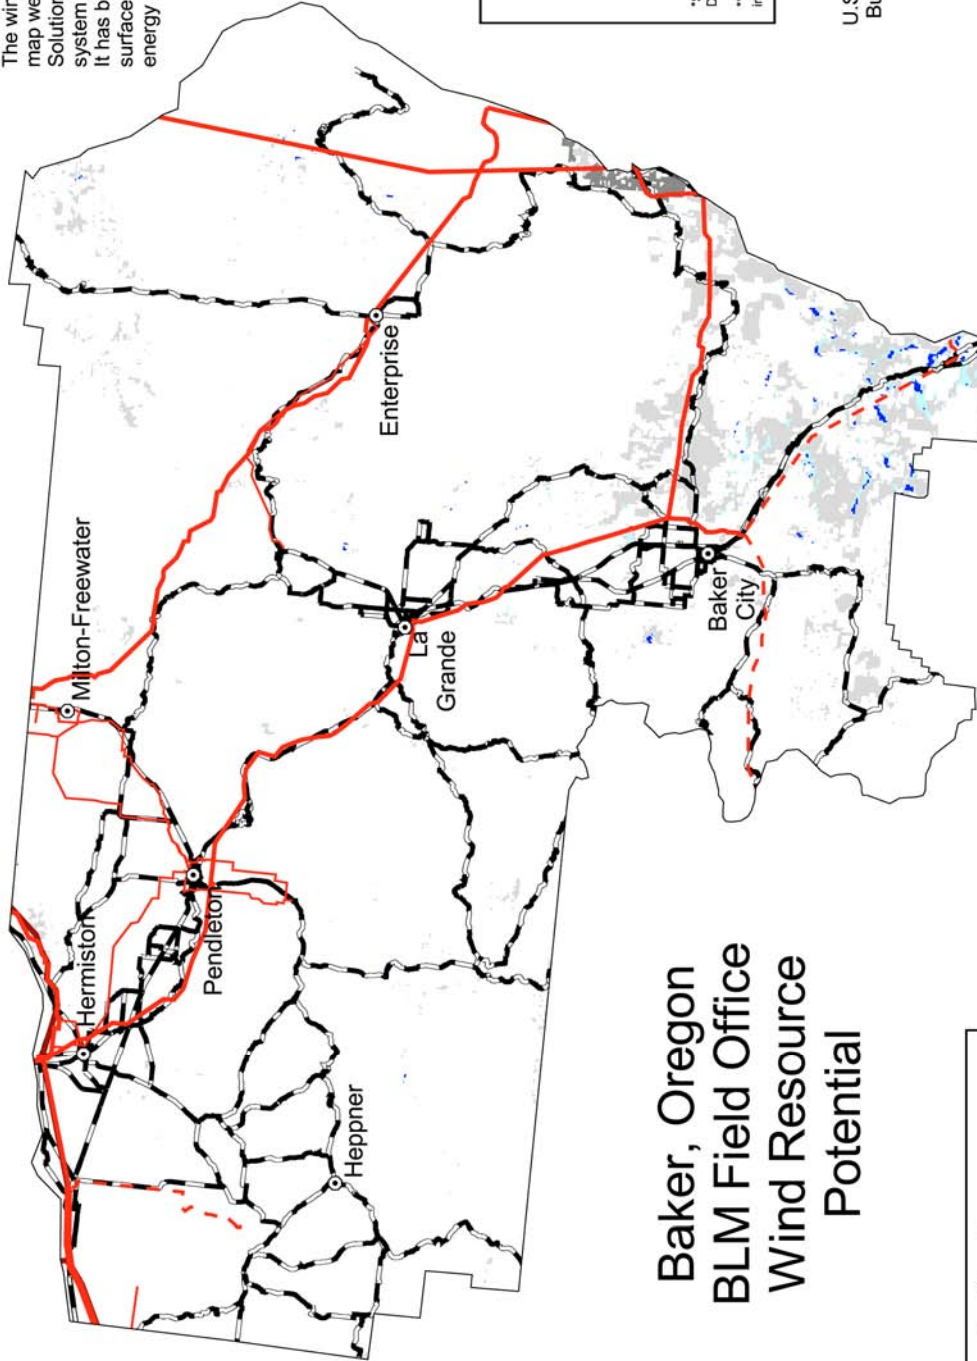 The win
map we
Solution
system
It has b
surface
energy
U.S
Bu
Milton-Freewater
Hermiston
Pendleton
Enterprise
La
Grande
Heppner
Baker
City
Baker, Oregon
BLM Field Office
Wind Resource
Potential